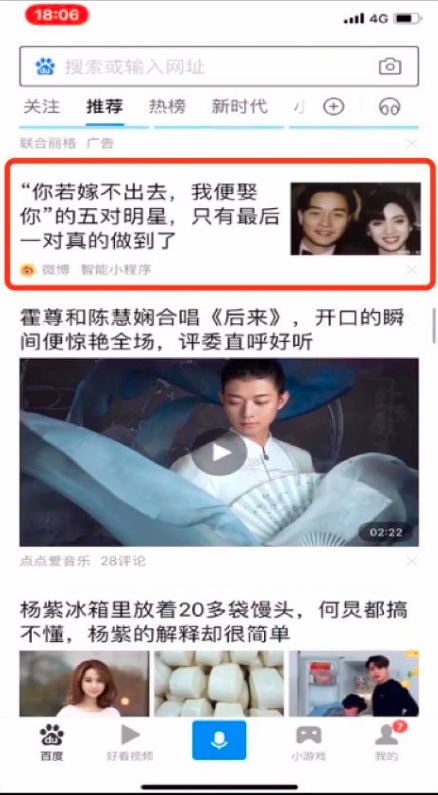 18:06
4G
搜索或输入网址
关注 推荐 热榜 新时代
联合丽格 广告
“你若嫁不出去，我便娶
你”的五对明星，只有最后
一对真的做到了
微博 智能小程序
霍尊和陈慧娴合唱《后来》，开口的瞬
间便惊艳全场，评委直呼好听
02:22
点点爱音乐 28评论
杨紫冰箱里放着20多袋馒头，何炅都搞
不懂，杨紫的解释却很简单
du
百度 好看视频 小游戏 我的
7